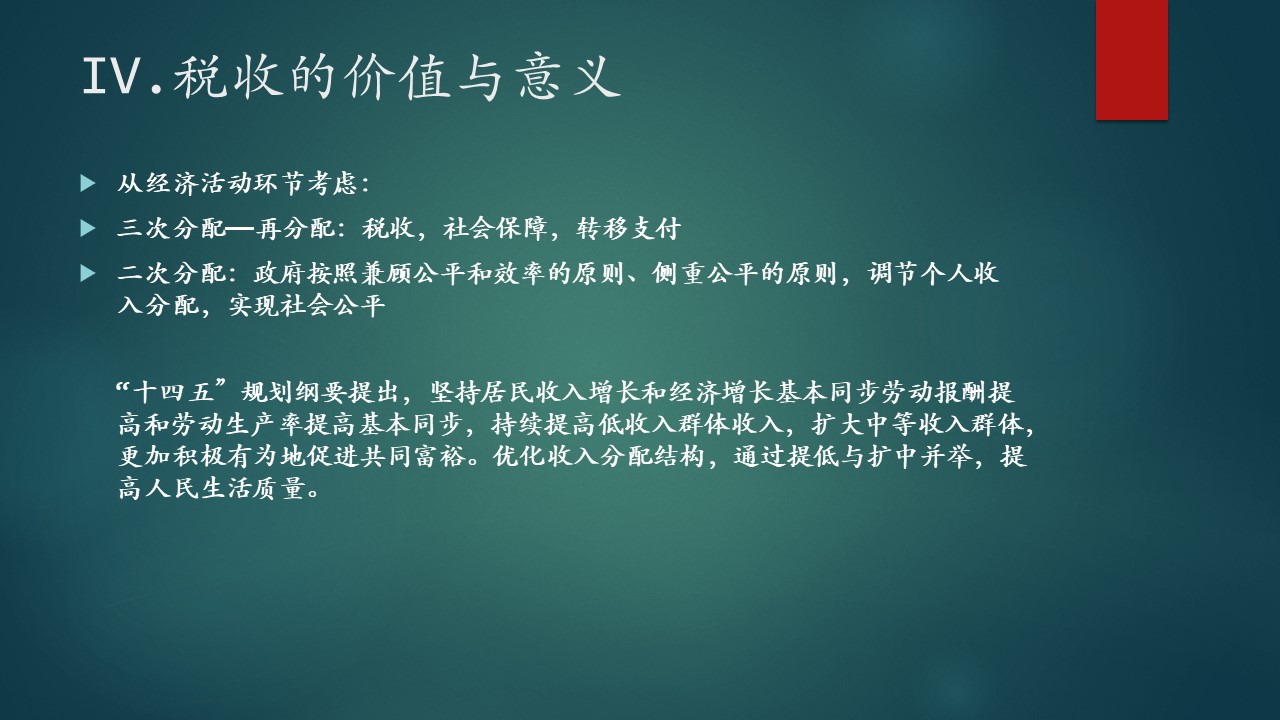 IV.税收的价值与意义
从经济活动环节考虑：
三次分配—再分配：税收，社会保障，转移支付
二次分配：政府按照兼顾公平和效率的原则、侧重公平的原则，调节个人收
入分配，实现社会公平
“十四五”规划纲要提出，坚持居民收入增长和经济增长基本同步劳动报酬提
高和劳动生产率提高基本同步，持续提高低收入群体收入，扩大中等收入群体，
更加积极有为地促进共同富裕。优化收入分配结构，通过提低与扩中并举，提
高人民生活质量。